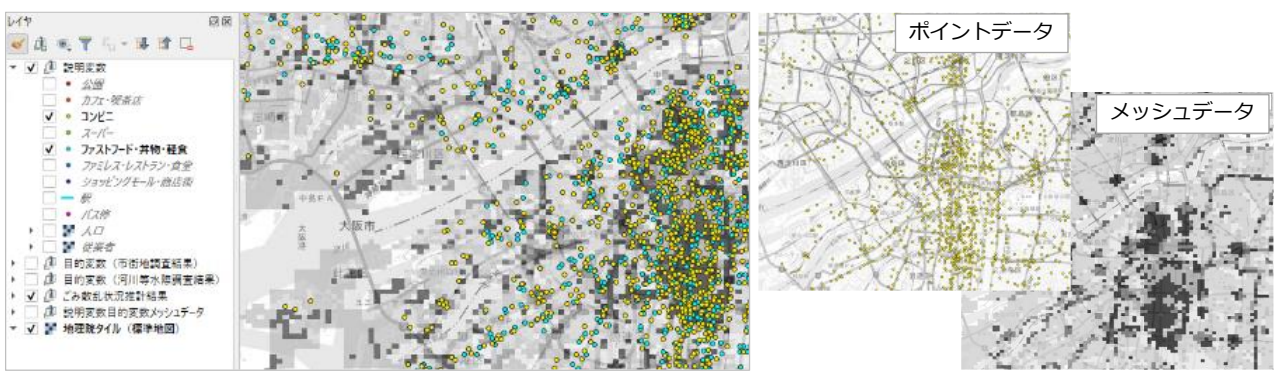 レイヤ
説明変数
公園
カフェ・喫茶店
コンビニ
スーパー
ファストフード・丼物・軽食
ファミレス・レストラン・食堂
ショッピングモール・商店街
駅
バス停
人口
従業者
目的変数（市街地調査結果）
目的変数（河川等水際調査結果）
ごみ散乱状況推計結果
説明変数目的変数メッシュデータ
地理院タイル（標準地図）
中島PA
大阪市
大阪港
ポイントデータ
メッシュデータ